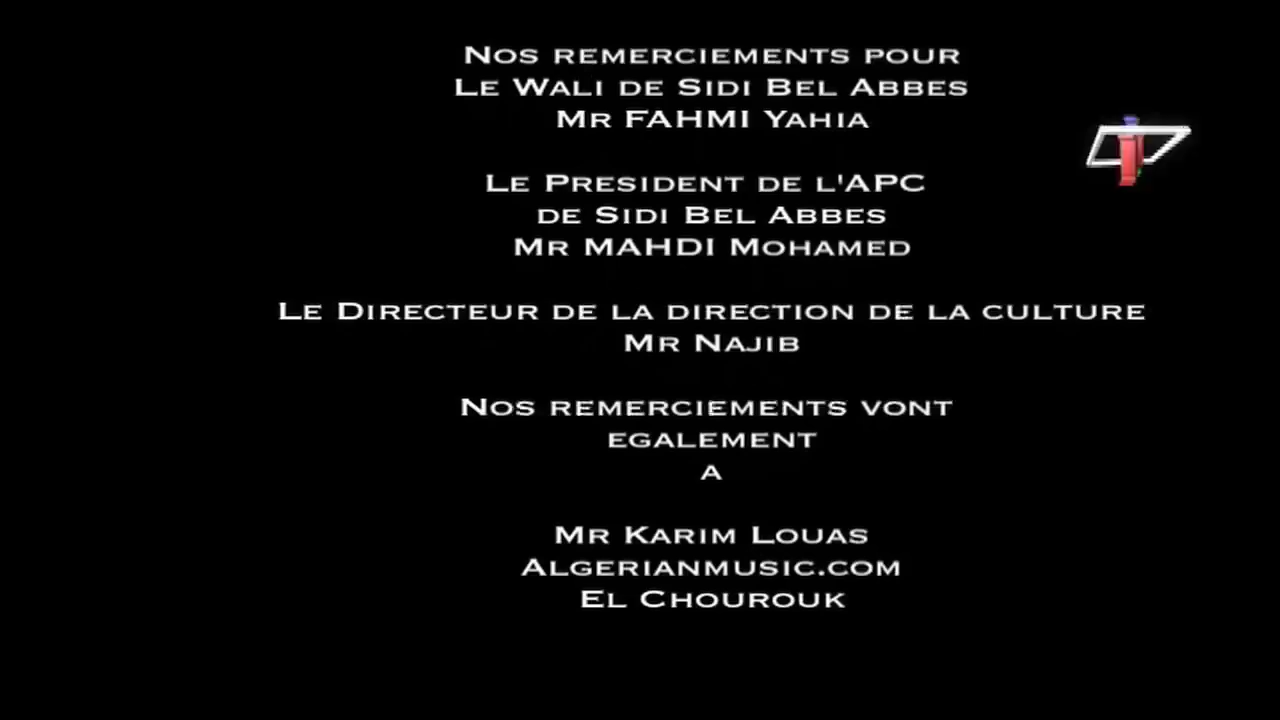 Nos remerciements pour
Le Wali de Sidi Bel Abbes
Mr FAHMI Yahia
Le President de l'APC
de Sidi Bel Abbes
Mr MAHDI Mohamed
Le Directeur de la direction de la culture
Mr Najib
Nos remerciements vont
egalement
a
Mr Karim Louas
Algerianmusic.com
El Chourouk